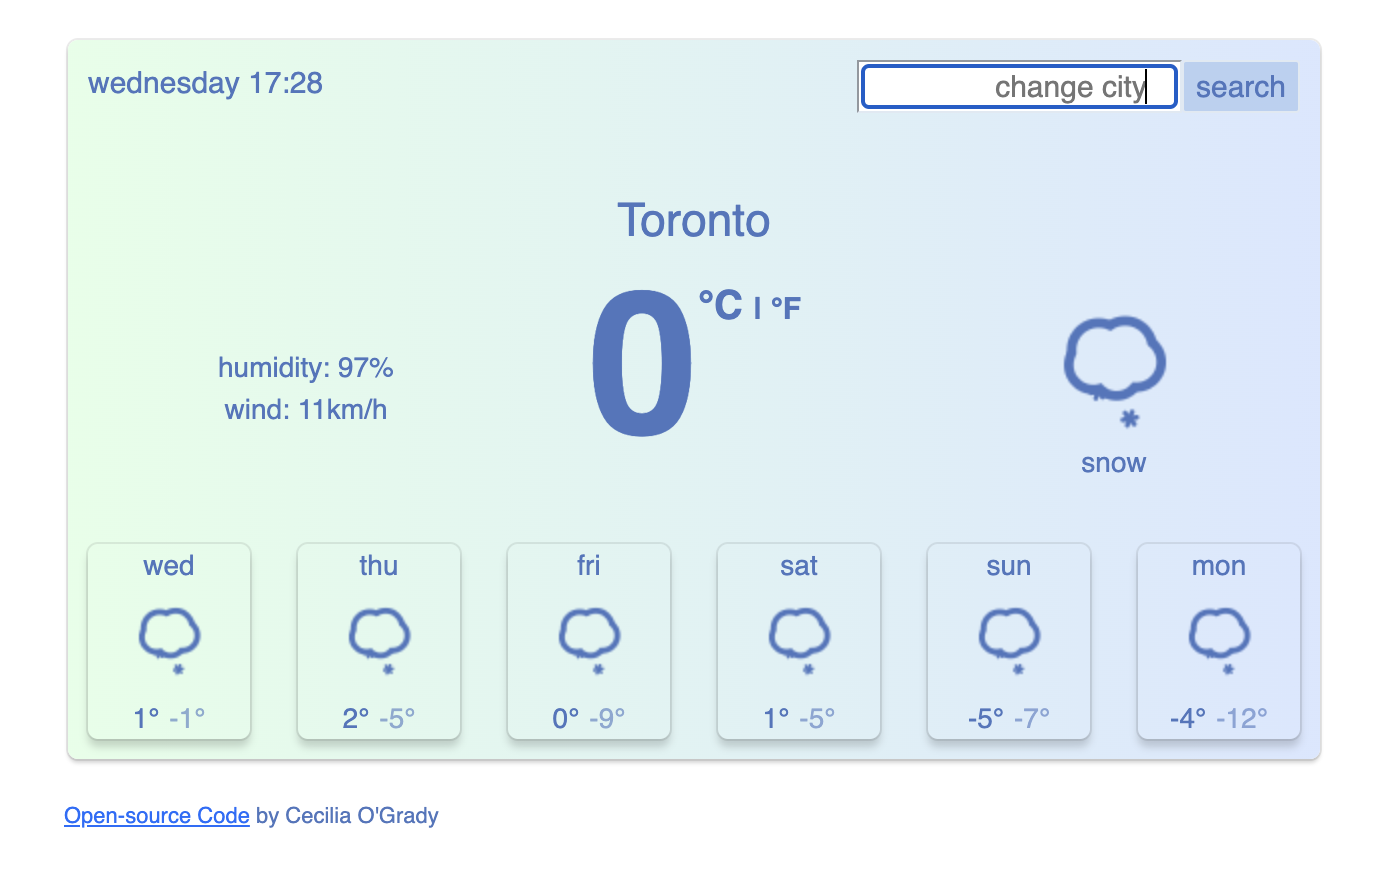 wednesday 17:28
change city
search
Toronto
0 °C | °F
humidity: 97%
wind: 11km/h
snow
wed
1° -1°
thu
2° -5°
fri
0° -9°
sat
1° -5°
sun
-5° -7°
mon
-4° -12°
Open-source Code by Cecilia O'Grady